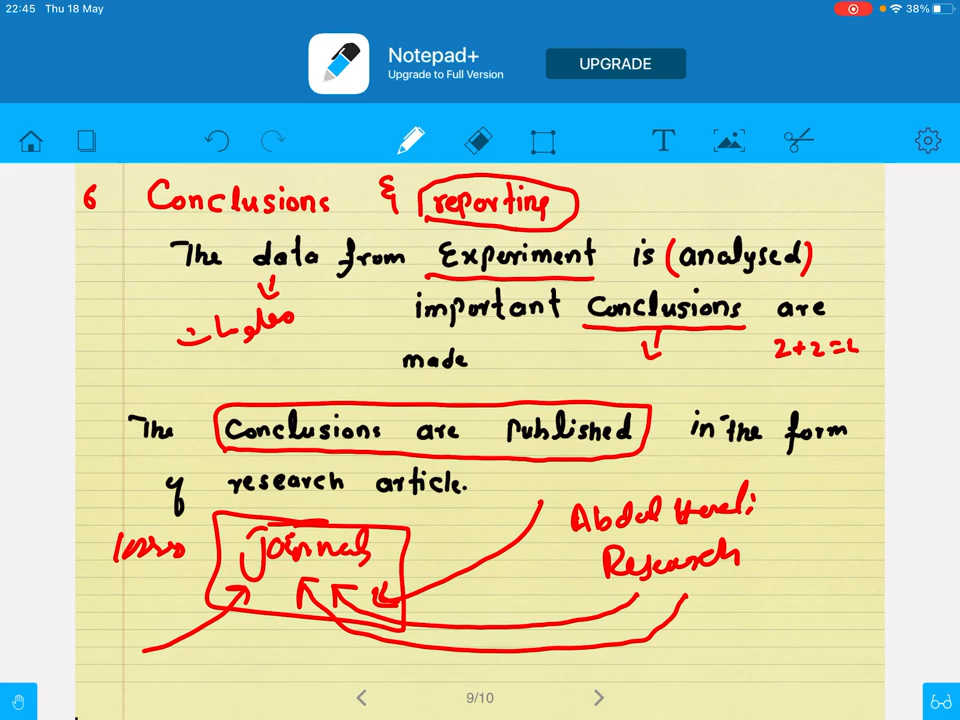 22:45 Thu 18 May
38%
Notepad+
Upgrade to Full Version
UPGRADE
T
6 Conclusions & reporting
The data from Experiment is (analysed)
important Conclusions are
2+2=4
made
The Conclusions are published in the form
of research article.
Journal
Research
9/10